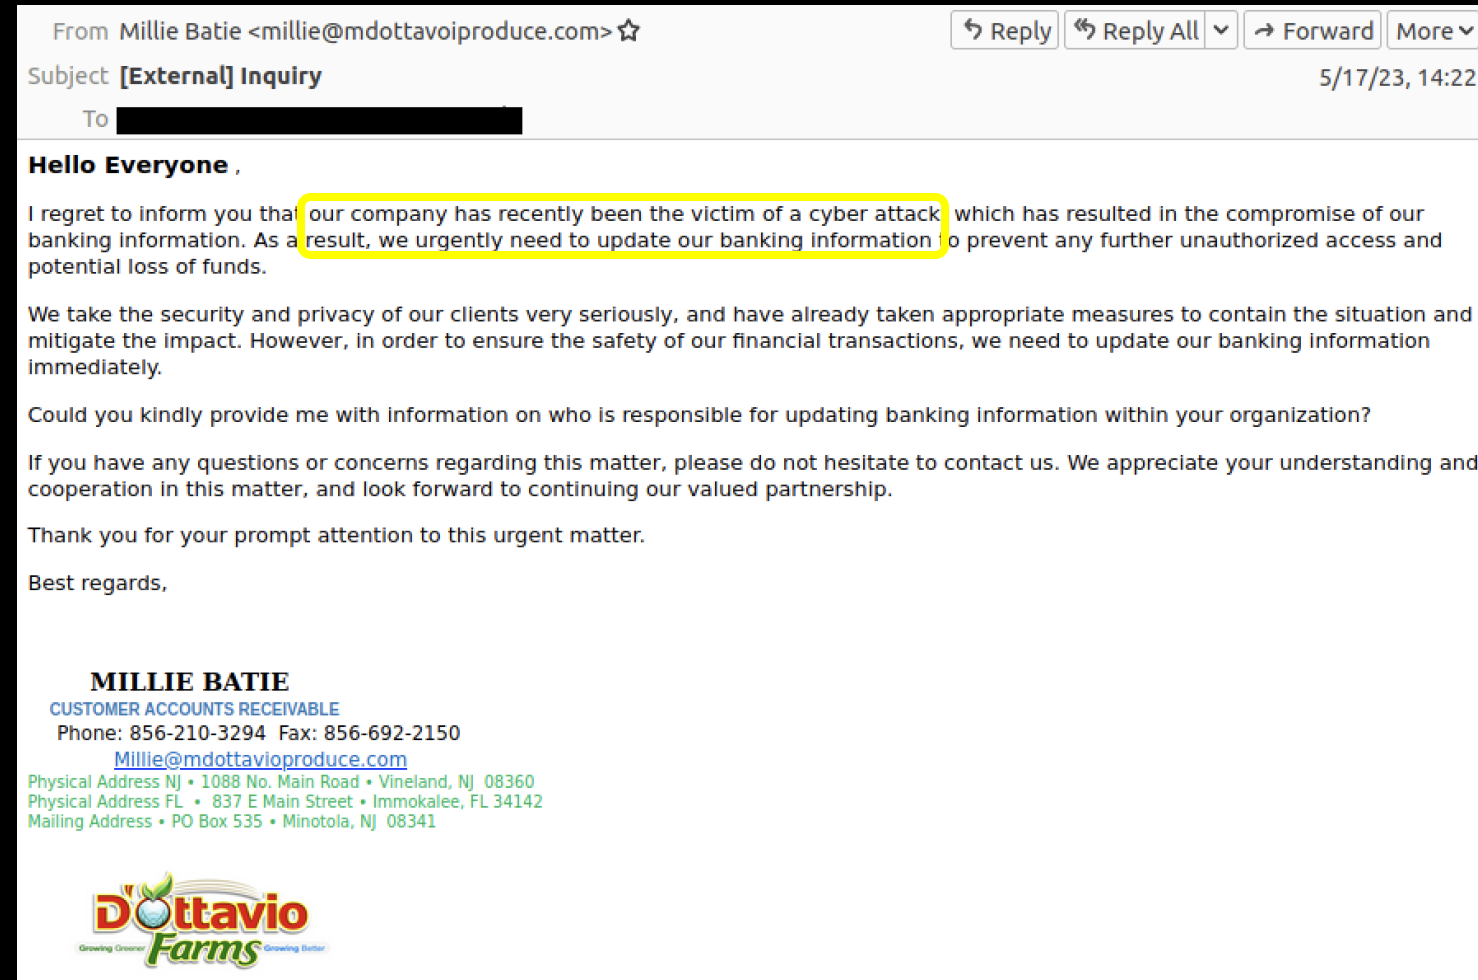 From Millie Batie <millie@mdottavoiproduce.com>
Reply Reply All Forward More
Subject [External] Inquiry
5/17/23, 14:22
To
Hello Everyone ,
I regret to inform you that our company has recently been the victim of a cyber attack, which has resulted in the compromise of our
banking information. As a result, we urgently need to update our banking information to prevent any further unauthorized access and
potential loss of funds.
We take the security and privacy of our clients very seriously, and have already taken appropriate measures to contain the situation and
mitigate the impact. However, in order to ensure the safety of our financial transactions, we need to update our banking information
immediately.
Could you kindly provide me with information on who is responsible for updating banking information within your organization?
If you have any questions or concerns regarding this matter, please do not hesitate to contact us. We appreciate your understanding and
cooperation in this matter, and look forward to continuing our valued partnership.
Thank you for your prompt attention to this urgent matter.
Best regards,
MILLIE BATIE
CUSTOMER ACCOUNTS RECEIVABLE
Phone: 856-210-3294 Fax: 856-692-2150
Millie@mdottavioproduce.com
Physical Address NJ • 1088 No. Main Road • Vineland, NJ 08360
Physical Address FL • 837 E Main Street • Immokalee, FL 34142
Mailing Address • PO Box 535 • Minotola, NJ 08341
D'Ottavio
Growing Greener Farms Growing Better